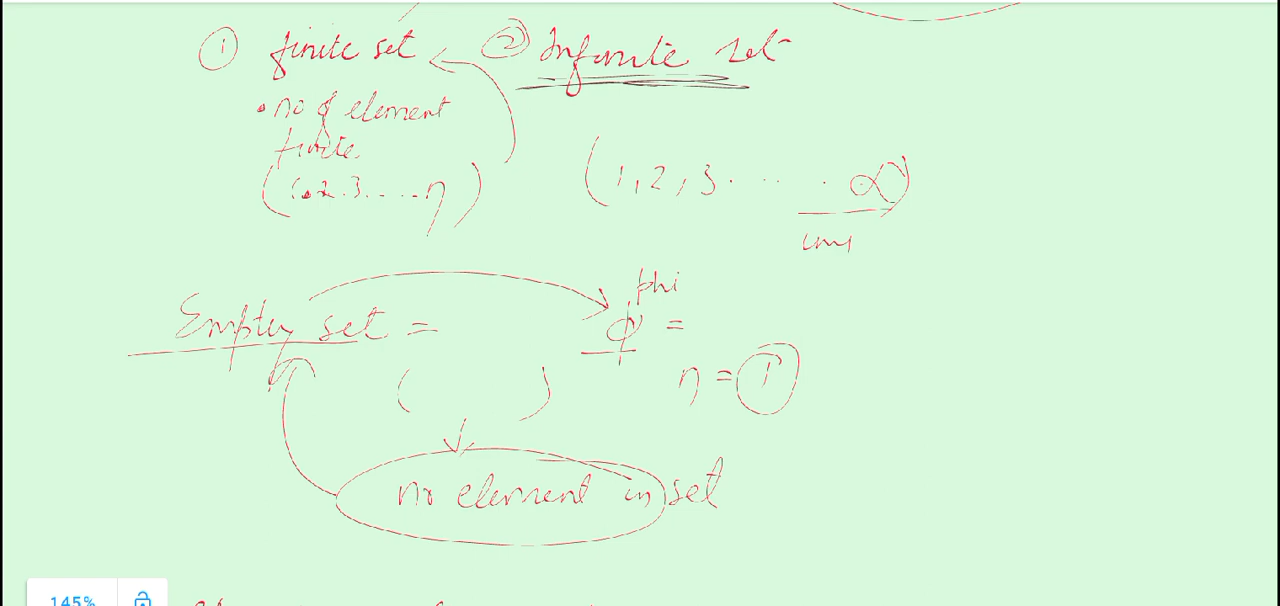 ① finite set ② Infinite set
• no of element
finite
(1,2,3.....n) (1,2,3.......∞)
phi
Empty set = φ =
( ) n = 1
no element in set
145%